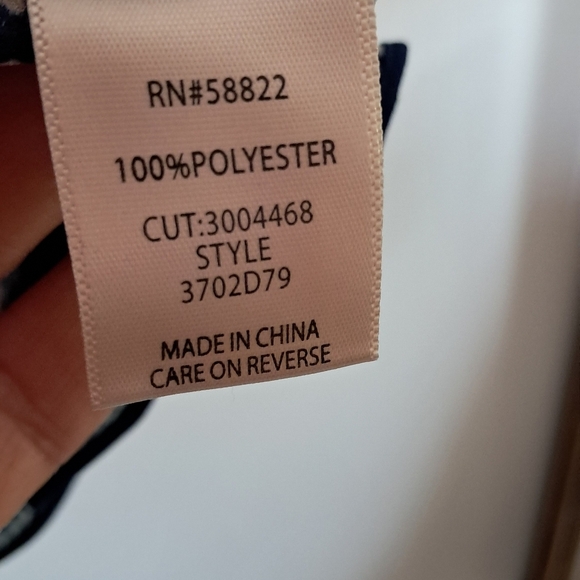 RN#58822
100%POLYESTER
CUT:3004468
STYLE
3702D79
MADE IN CHINA
CARE ON REVERSE